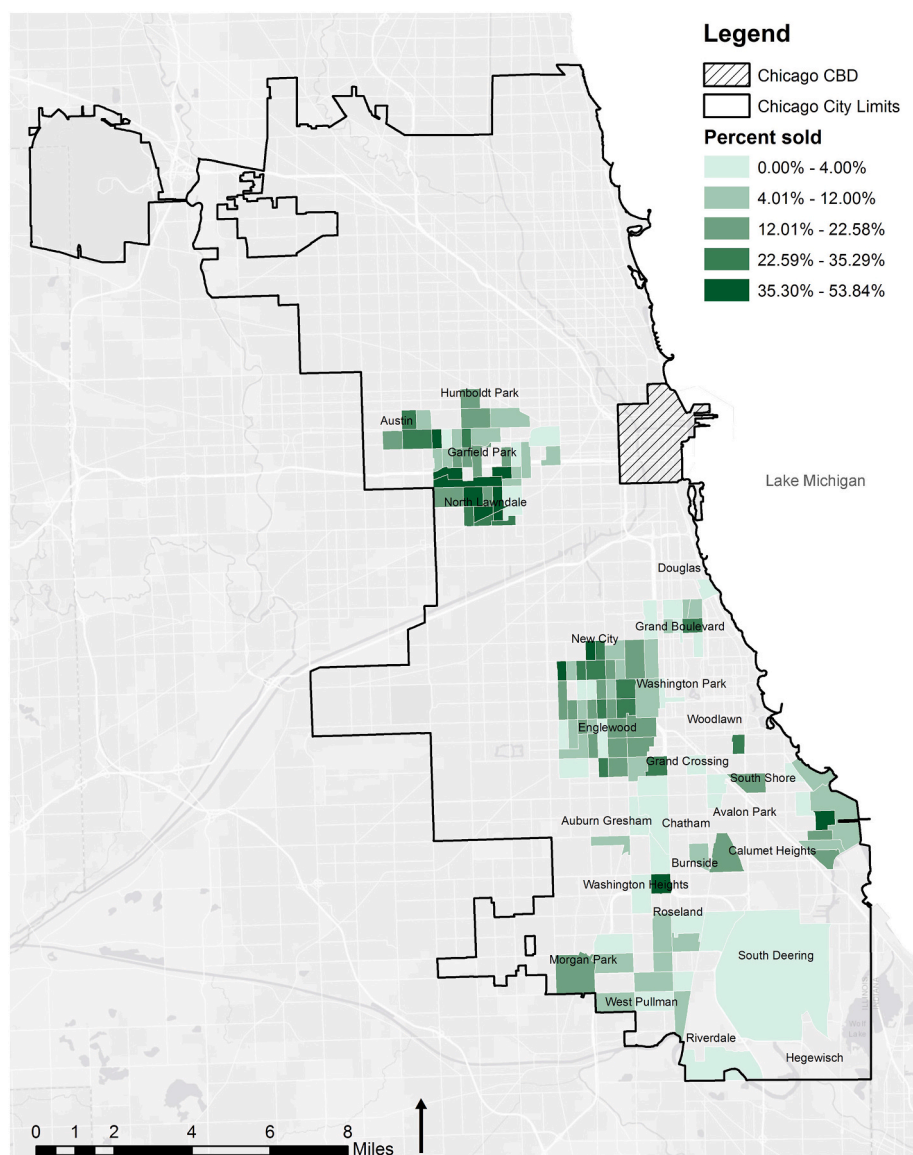 Legend
Chicago CBD
Chicago City Limits
Percent sold
0.00% - 4.00%
4.01% - 12.00%
12.01% - 22.58%
22.59% - 35.29%
35.30% - 53.84%
Humboldt Park
Austin
Garfield Park
North Lawndale
Lake Michigan
Douglas
Grand Boulevard
New City
Washington Park
Woodlawn
Englewood
Grand Crossing
South Shore
Avalon Park
Auburn Gresham
Chatham
Calumet Heights
Burnside
Washington Heights
Roseland
Morgan Park
South Deering
West Pullman
Riverdale
Hegewisch
0 1 2 4 6 8
Miles